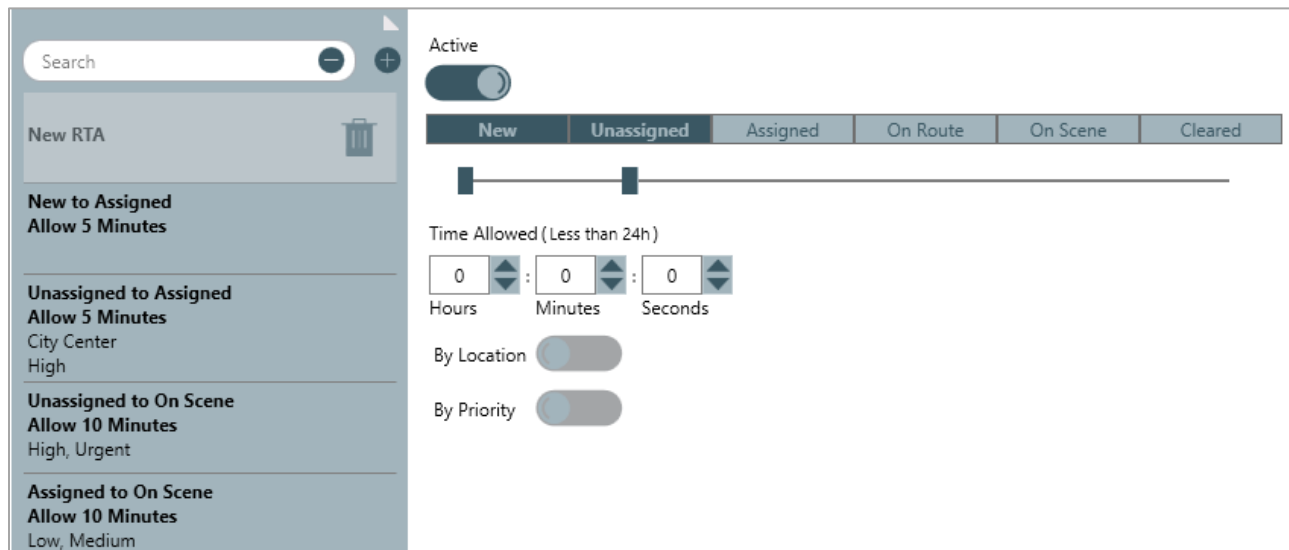 Search
New RTA
New to Assigned
Allow 5 Minutes
Unassigned to Assigned
Allow 5 Minutes
City Center
High
Unassigned to On Scene
Allow 10 Minutes
High, Urgent
Assigned to On Scene
Allow 10 Minutes
Low, Medium
Active
New Unassigned Assigned On Route On Scene Cleared
Time Allowed (Less than 24h)
0 : 0 : 0
Hours Minutes Seconds
By Location
By Priority